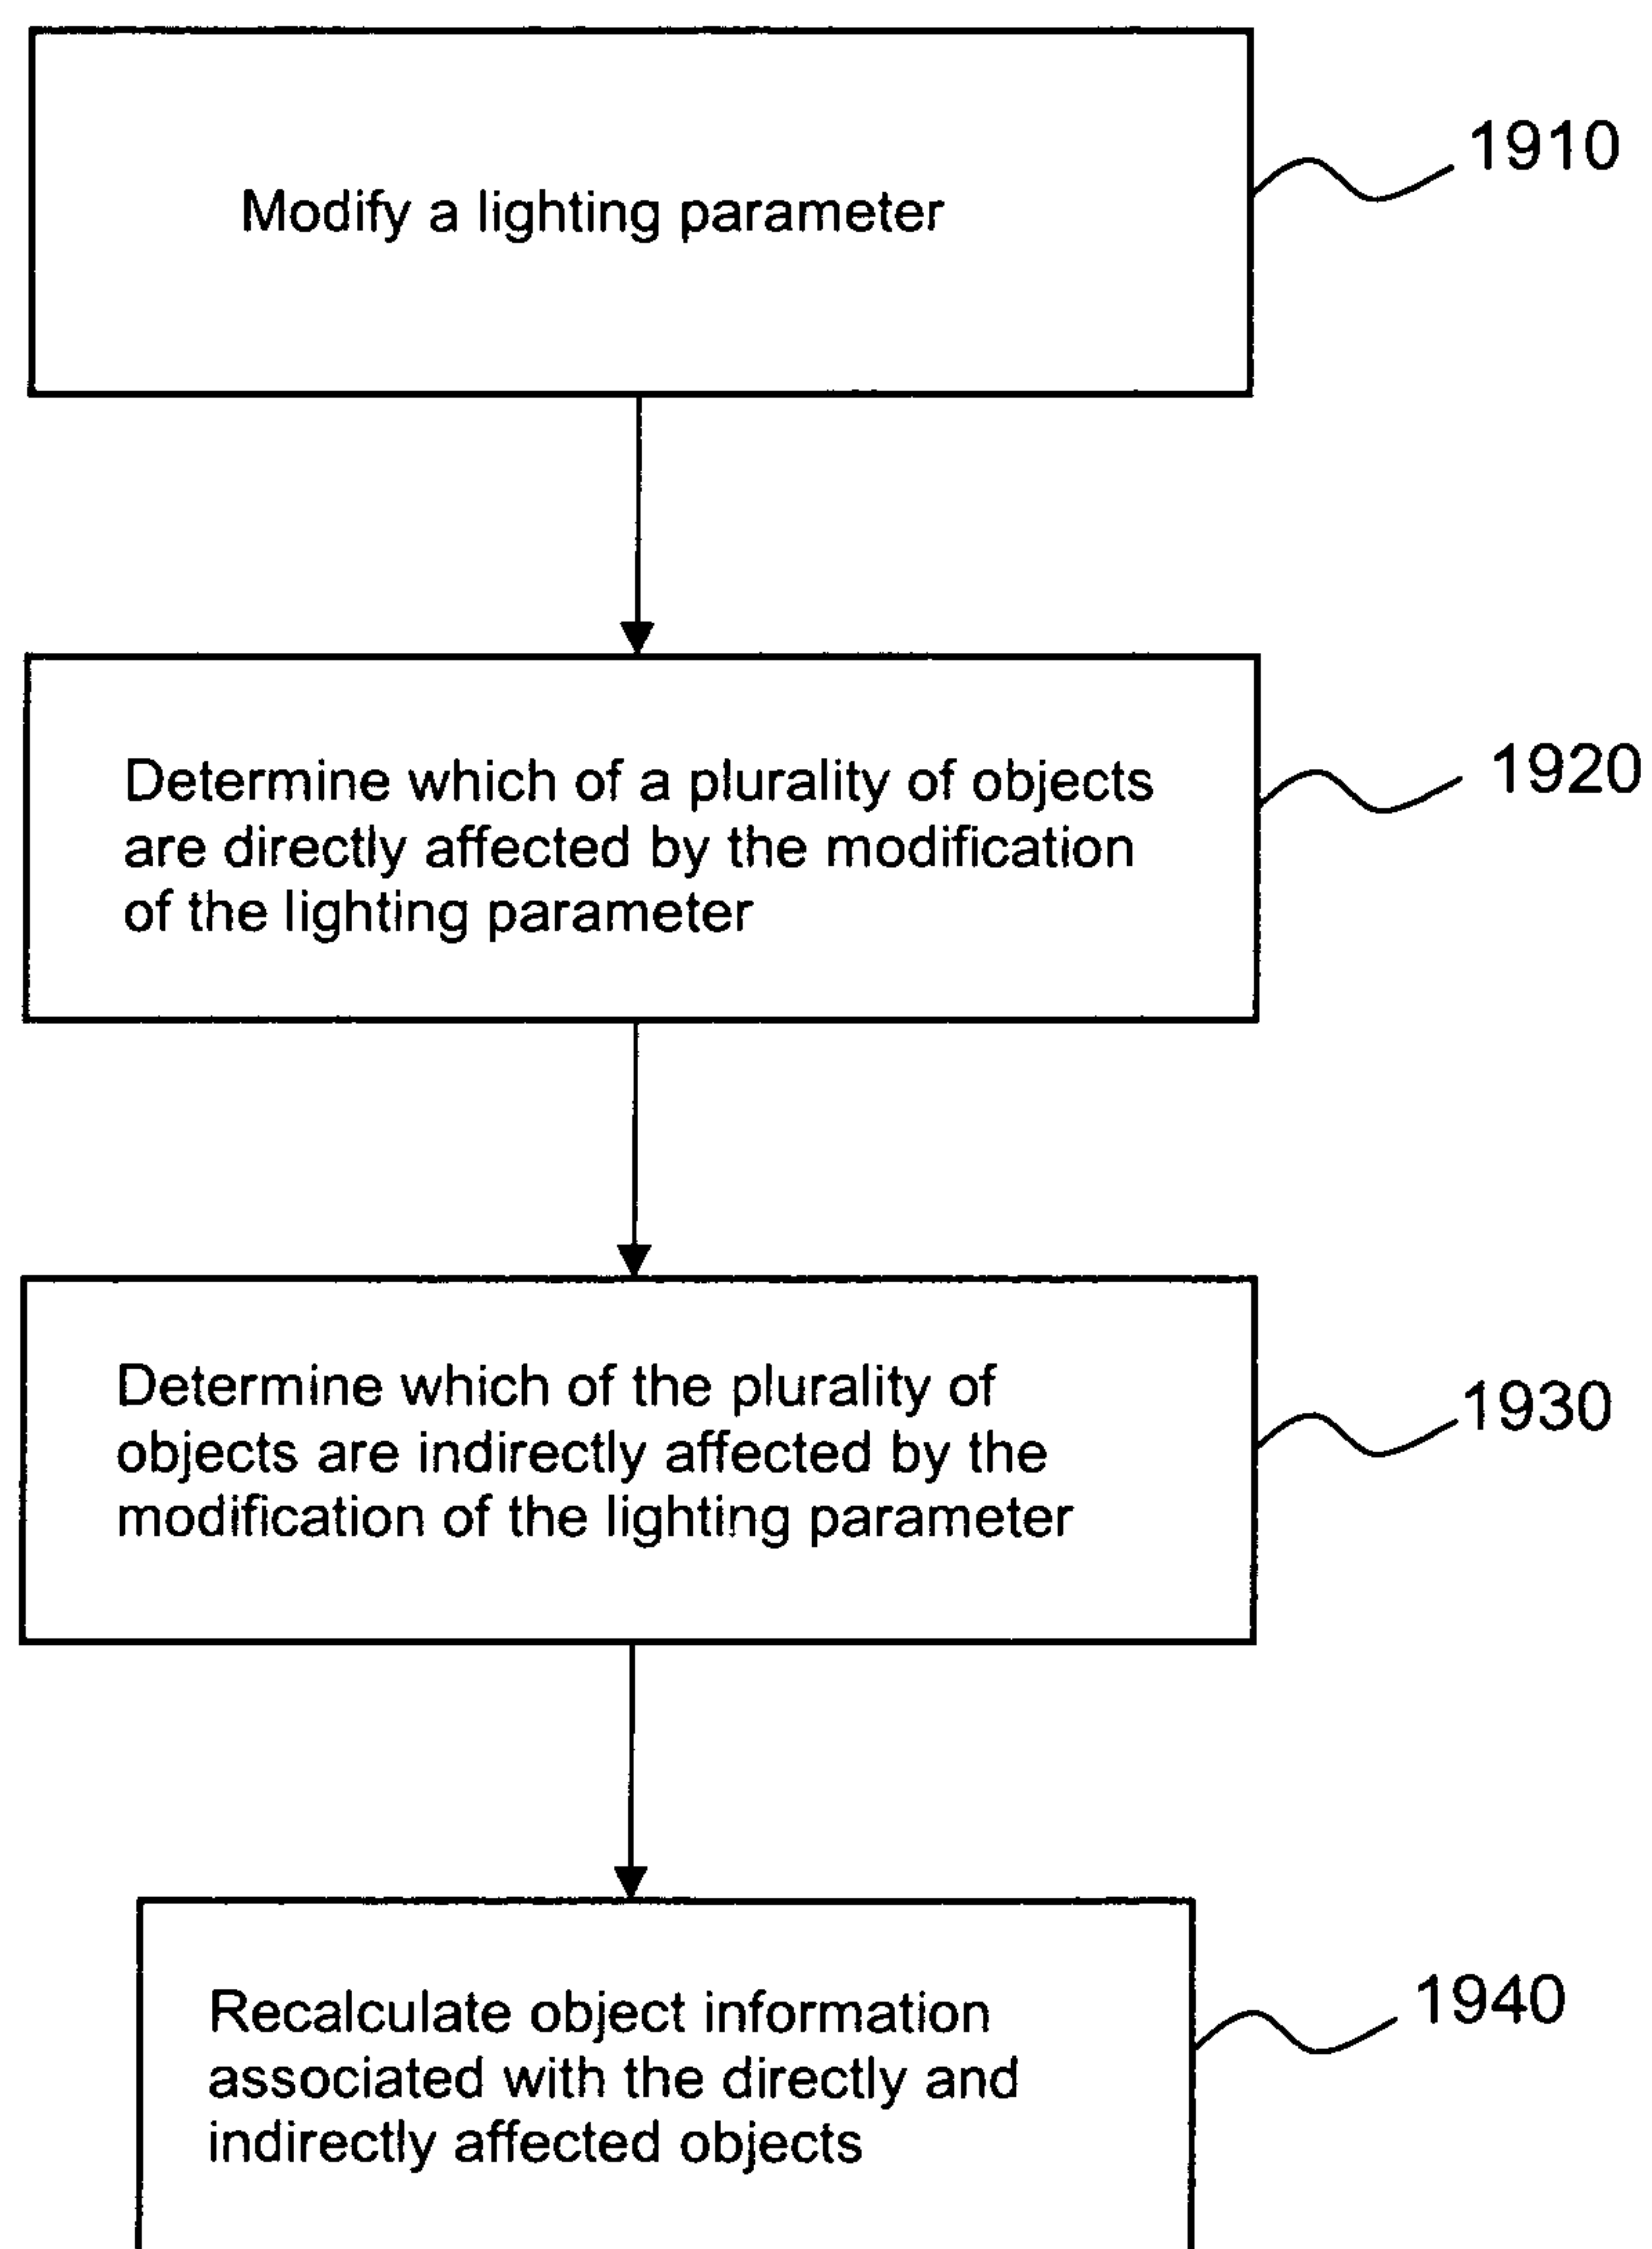 Modify a lighting parameter
1910
Determine which of a plurality of objects
are directly affected by the modification
of the lighting parameter
1920
Determine which of the plurality of
objects are indirectly affected by the
modification of the lighting parameter
1930
Recalculate object information
associated with the directly and
indirectly affected objects
1940